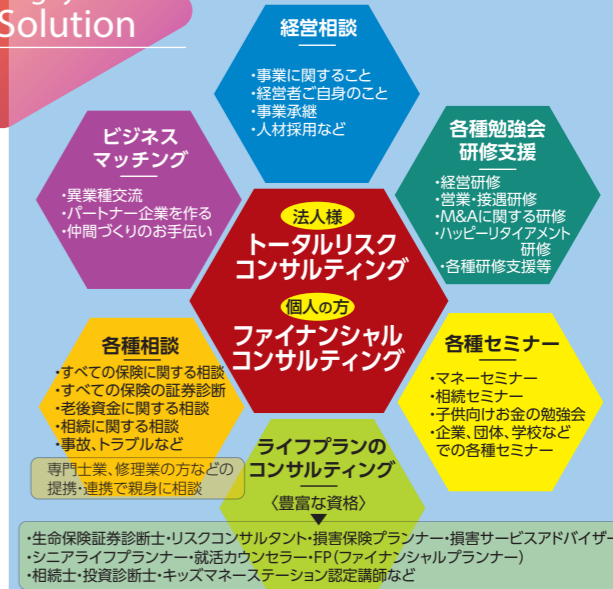 Solution
経営相談
・事業に関すること
・経営者ご自身のこと
・事業承継
・人材採用など
ビジネス
マッチング
・異業種交流
・パートナー企業を作る
・仲間づくりのお手伝い
各種勉強会
研修支援
・経営研修
・営業・接遇研修
・M&Aに関する研修
・ハッピーリタイアメント
研修
・各種研修支援等
法人様
トータルリスク
コンサルティング
個人の方
ファイナンシャル
コンサルティング
各種相談
・すべての保険に関する相談
・すべての保険の証券診断
・老後資金に関する相談
・相続に関する相談
・事故、トラブルなど
専門士業、修理業の方などの
提携・連携で親身に相談
各種セミナー
・マネーセミナー
・相続セミナー
・子供向けお金の勉強会
・企業、団体、学校など
での各種セミナー
ライフプランの
コンサルティング
〈豊富な資格〉
・生命保険証券診断士・リスクコンサルタント・損害保険プランナー・損害サービスアドバイザー
・シニアライフプランナー・就活カウンセラー・FP(ファイナンシャルプランナー)
・相続士・投資診断士・キッズマネーステーション認定講師など